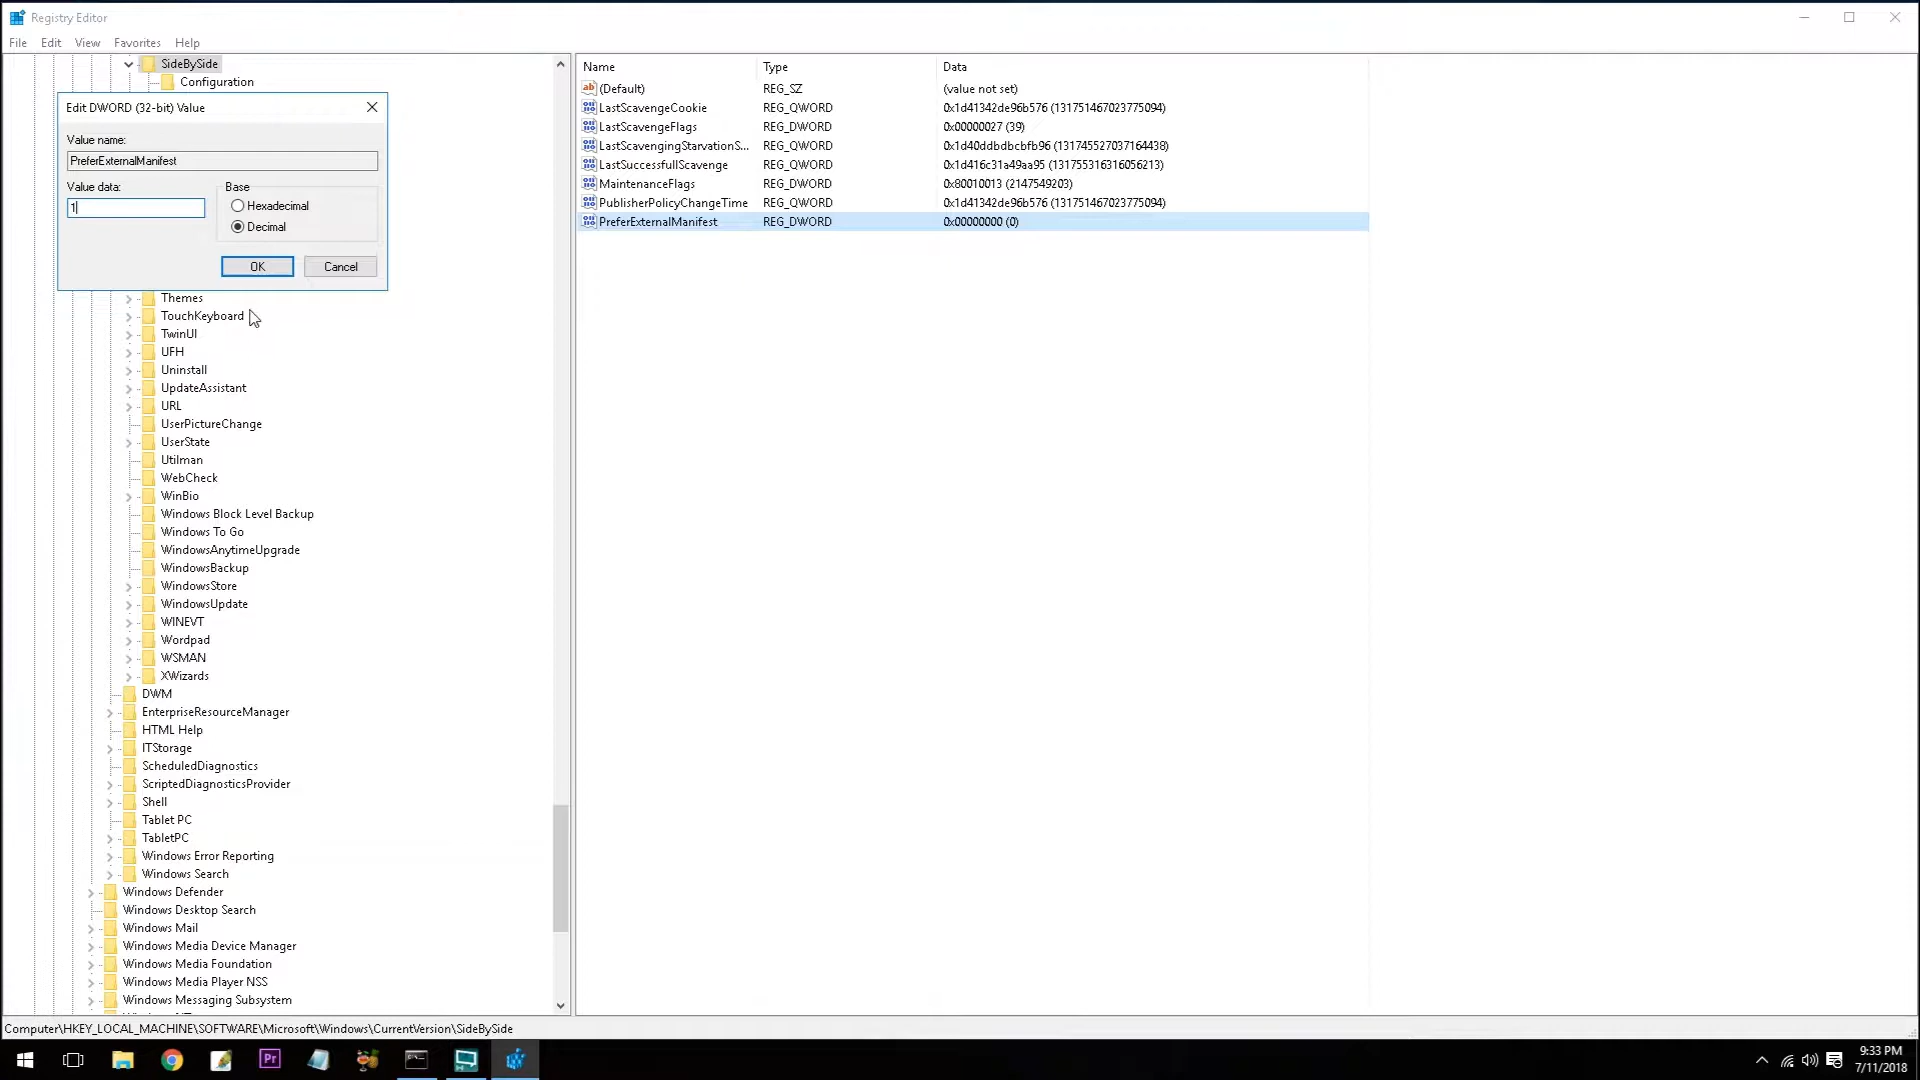 Registry Editor
File Edit View Favorites Help
SideBySide
Configuration
Edit DWORD (32-bit) Value
Value name:
PreferExternalManifest
Value data:
Base
1
Hexadecimal
Decimal
OK
Cancel
Themes
TouchKeyboard
TwinUI
UFH
Uninstall
UpdateAssistant
URL
UserPictureChange
UserState
Utilman
WebCheck
WinBio
Windows Block Level Backup
Windows To Go
WindowsAnytimeUpgrade
WindowsBackup
WindowsStore
WindowsUpdate
WINEVT
Wordpad
WSMAN
XWizards
DWM
EnterpriseResourceManager
HTML Help
ITStorage
ScheduledDiagnostics
ScriptedDiagnosticsProvider
Shell
Tablet PC
TabletPC
Windows Error Reporting
Windows Search
Windows Defender
Windows Desktop Search
Windows Mail
Windows Media Device Manager
Windows Media Foundation
Windows Media Player NSS
Windows Messaging Subsystem
Name Type Data
(Default) REG_SZ (value not set)
LastScavengeCookie REG_QWORD 0x1d41342de96b576 (131751467023775094)
LastScavengeFlags REG_DWORD 0x00000027 (39)
LastScavengingStarvationS... REG_QWORD 0x1d40ddbdbcbfb96 (131745527037164438)
LastSuccessfullScavenge REG_QWORD 0x1d416c31a49aa95 (131755316316056213)
MaintenanceFlags REG_DWORD 0x80010013 (2147549203)
PublisherPolicyChangeTime REG_QWORD 0x1d41342de96b576 (131751467023775094)
PreferExternalManifest REG_DWORD 0x00000000 (0)
Computer\HKEY_LOCAL_MACHINE\SOFTWARE\Microsoft\Windows\CurrentVersion\SideBySide
Pr
9:33 PM
7/11/2018